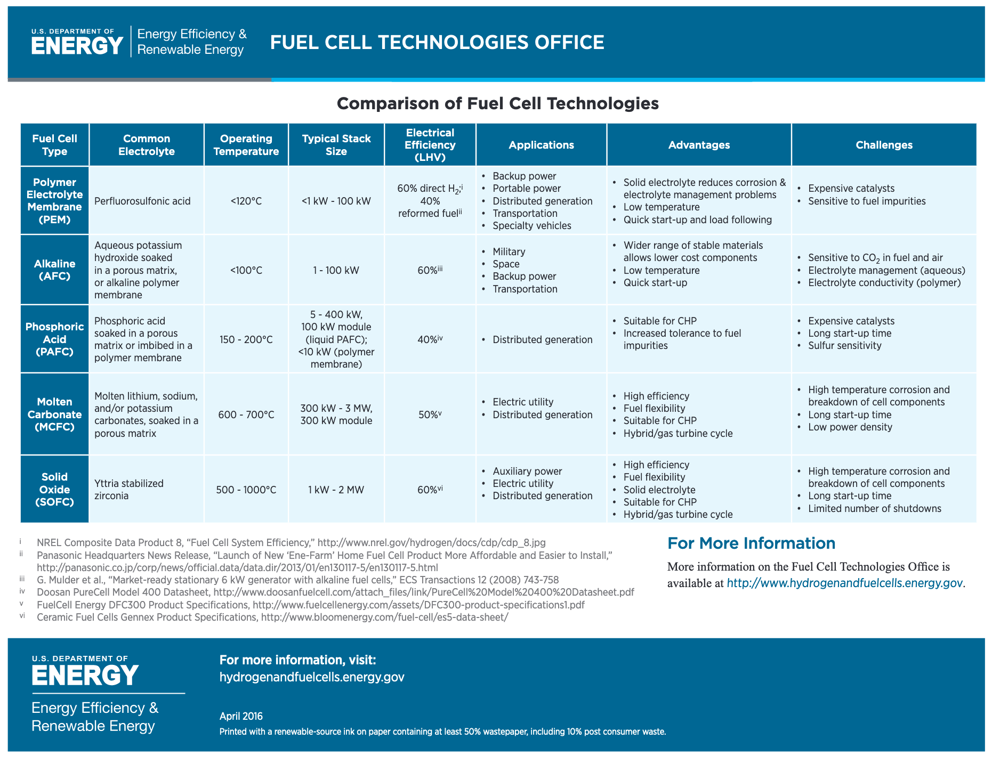 U.S. DEPARTMENT OF
ENERGY
Energy Efficiency &
Renewable Energy
FUEL CELL TECHNOLOGIES OFFICE
Comparison of Fuel Cell Technologies
Fuel Cell
Type
Common
Electrolyte
Operating
Temperature
Typical Stack
Size
Electrical
Efficiency
(LHV)
Applications
Advantages
Challenges
Polymer
Electrolyte
Membrane
(PEM)
Perfluorosulfonic acid
<120°C
<1 kW - 100 kW
60% direct H₂;ⁱ
40%
reformed fuelⁱⁱ
• Backup power
• Portable power
• Distributed generation
• Transportation
• Specialty vehicles
• Solid electrolyte reduces corrosion &
electrolyte management problems
• Low temperature
• Quick start-up and load following
• Expensive catalysts
• Sensitive to fuel impurities
Alkaline
(AFC)
Aqueous potassium
hydroxide soaked
in a porous matrix,
or alkaline polymer
membrane
<100°C
1 - 100 kW
60%ⁱⁱⁱ
• Military
• Space
• Backup power
• Transportation
• Wider range of stable materials
allows lower cost components
• Low temperature
• Quick start-up
• Sensitive to CO₂ in fuel and air
• Electrolyte management (aqueous)
• Electrolyte conductivity (polymer)
Phosphoric
Acid
(PAFC)
Phosphoric acid
soaked in a porous
matrix or imbibed in a
polymer membrane
150 - 200°C
5 - 400 kW,
100 kW module
(liquid PAFC);
<10 kW (polymer
membrane)
40%ⁱᵛ
• Distributed generation
• Suitable for CHP
• Increased tolerance to fuel
impurities
• Expensive catalysts
• Long start-up time
• Sulfur sensitivity
Molten
Carbonate
(MCFC)
Molten lithium, sodium,
and/or potassium
carbonates, soaked in a
porous matrix
600 - 700°C
300 kW - 3 MW,
300 kW module
50%ᵛ
• Electric utility
• Distributed generation
• High efficiency
• Fuel flexibility
• Suitable for CHP
• Hybrid/gas turbine cycle
• High temperature corrosion and
breakdown of cell components
• Long start-up time
• Low power density
Solid
Oxide
(SOFC)
Yttria stabilized
zirconia
500 - 1000°C
1 kW - 2 MW
60%ᵛⁱ
• Auxiliary power
• Electric utility
• Distributed generation
• High efficiency
• Fuel flexibility
• Solid electrolyte
• Suitable for CHP
• Hybrid/gas turbine cycle
• High temperature corrosion and
breakdown of cell components
• Long start-up time
• Limited number of shutdowns
i NREL Composite Data Product 8, “Fuel Cell System Efficiency,” http://www.nrel.gov/hydrogen/docs/cdp/cdp_8.jpg
ii Panasonic Headquarters News Release, “Launch of New ‘Ene-Farm’ Home Fuel Cell Product More Affordable and Easier to Install,”
http://panasonic.co.jp/corp/news/official.data/data.dir/2013/01/en130117-5/en130117-5.html
iii G. Mulder et al., “Market-ready stationary 6 kW generator with alkaline fuel cells,” ECS Transactions 12 (2008) 743-758
iv Doosan PureCell Model 400 Datasheet, http://www.doosanfuelcell.com/attach_files/link/PureCell%20Model%20400%20Datasheet.pdf
v FuelCell Energy DFC300 Product Specifications, http://www.fuelcellenergy.com/assets/DFC300-product-specifications1.pdf
vi Ceramic Fuel Cells Gennex Product Specifications, http://www.bloomenergy.com/fuel-cell/es5-data-sheet/
For More Information
More information on the Fuel Cell Technologies Office is
available at http://www.hydrogenandfuelcells.energy.gov.
U.S. DEPARTMENT OF
ENERGY
Energy Efficiency &
Renewable Energy
For more information, visit:
hydrogenandfuelcells.energy.gov
April 2016
Printed with a renewable-source ink on paper containing at least 50% wastepaper, including 10% post consumer waste.